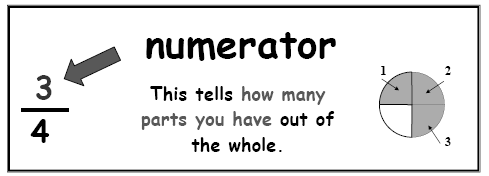 numerator
3
4
This tells how many
parts you have out of
the whole.
1
2
3